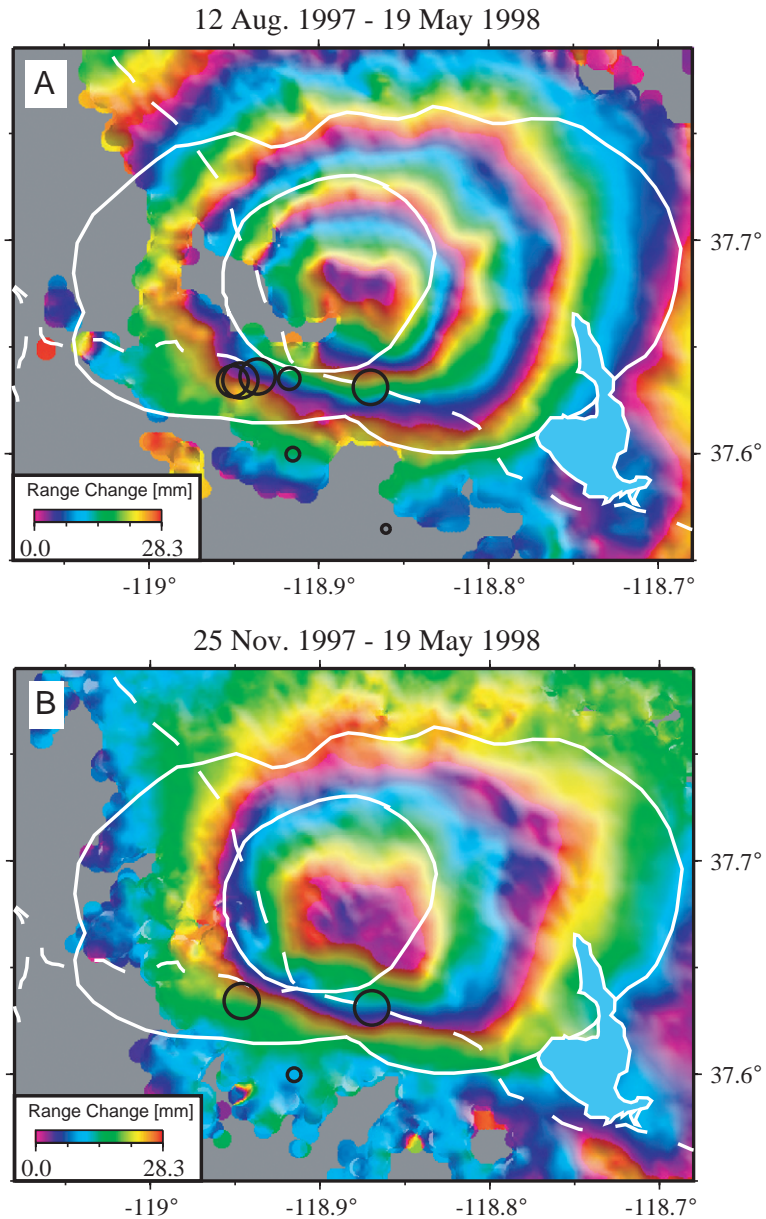 12 Aug. 1997 - 19 May 1998
A
37.7°
37.6°
Range Change [mm]
0.0 28.3
-119° -118.9° -118.8° -118.7°
25 Nov. 1997 - 19 May 1998
B
37.7°
37.6°
Range Change [mm]
0.0 28.3
-119° -118.9° -118.8° -118.7°